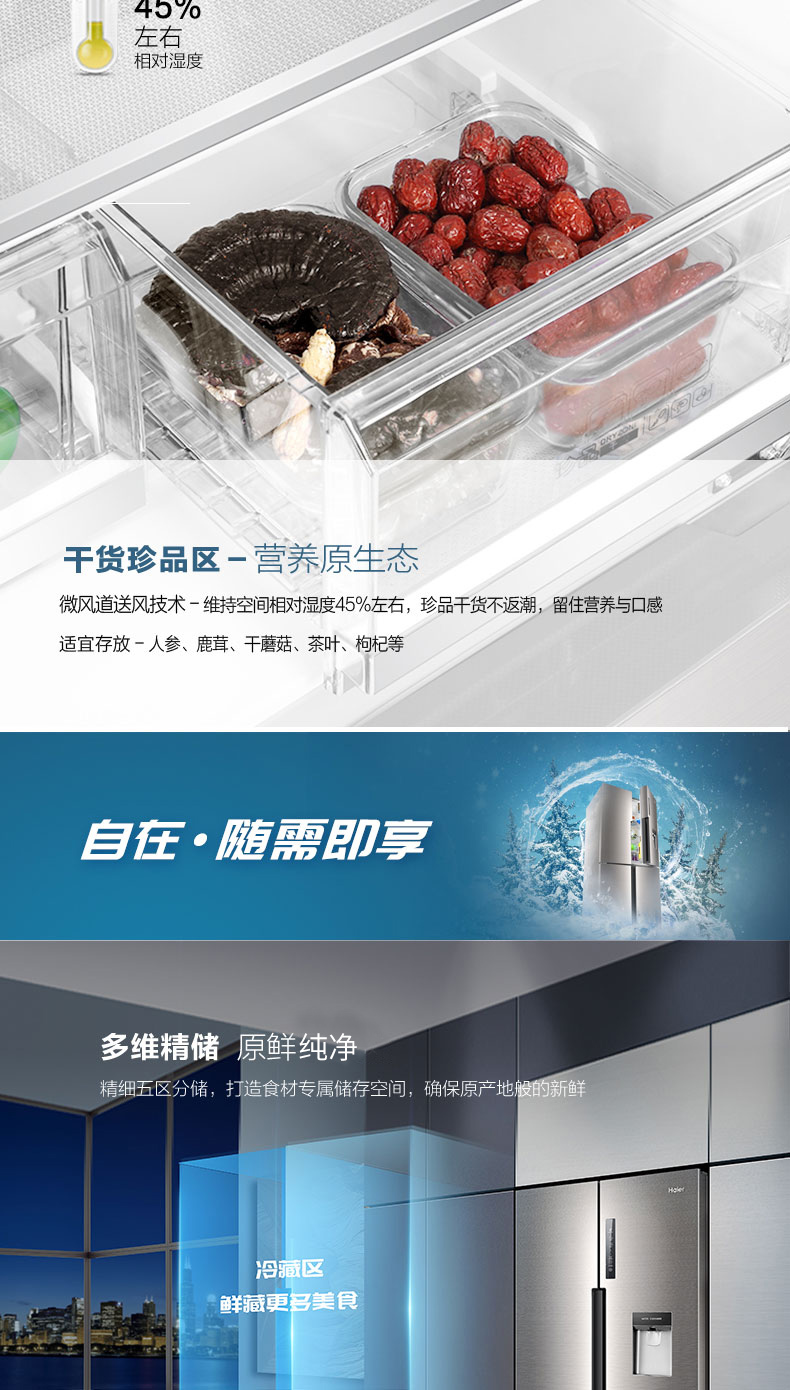 45%
左右
相对湿度
DRY ZONE
干货珍品区 – 营养原生态
微风道送风技术 – 维持空间相对湿度45%左右，珍品干货不返潮，留住营养与口感
适宜存放 – 人参、鹿茸、干蘑菇、茶叶、枸杞等
自在·随需即享
多维精储 原鲜纯净
精细五区分储，打造食材专属储存空间，确保原产地般的新鲜
Haier
冷藏区
鲜藏更多美食